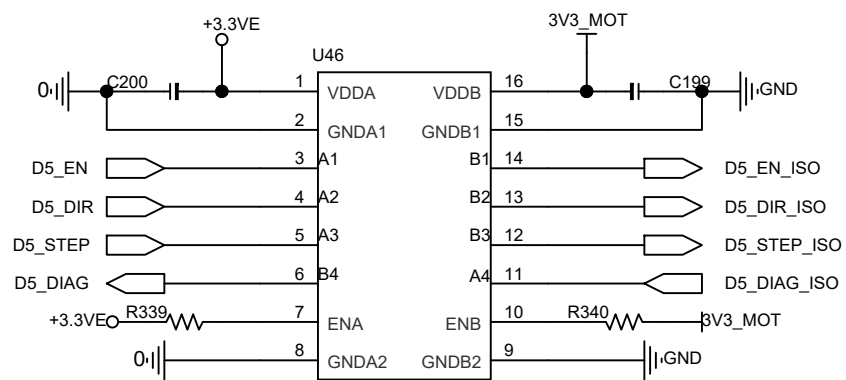 +3.3VE
3V3_MOT
U46
0 C200 1 VDDA VDDB 16 C199 GND
2 GNDA1 GNDB1 15
D5_EN 3 A1 B1 14 D5_EN_ISO
D5_DIR 4 A2 B2 13 D5_DIR_ISO
D5_STEP 5 A3 B3 12 D5_STEP_ISO
D5_DIAG 6 B4 A4 11 D5_DIAG_ISO
+3.3VE R339 7 ENA ENB 10 R340 3V3_MOT
0 8 GNDA2 GNDB2 9 GND